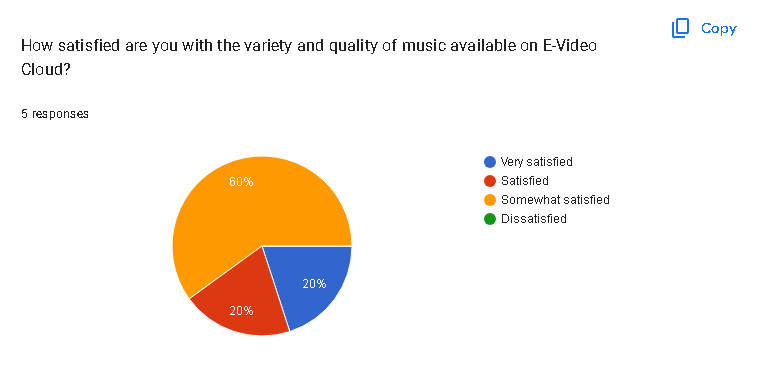 Copy
How satisfied are you with the variety and quality of music available on E-Video
Cloud?
5 responses
60%
20%
20%
Very satisfied
Satisfied
Somewhat satisfied
Dissatisfied